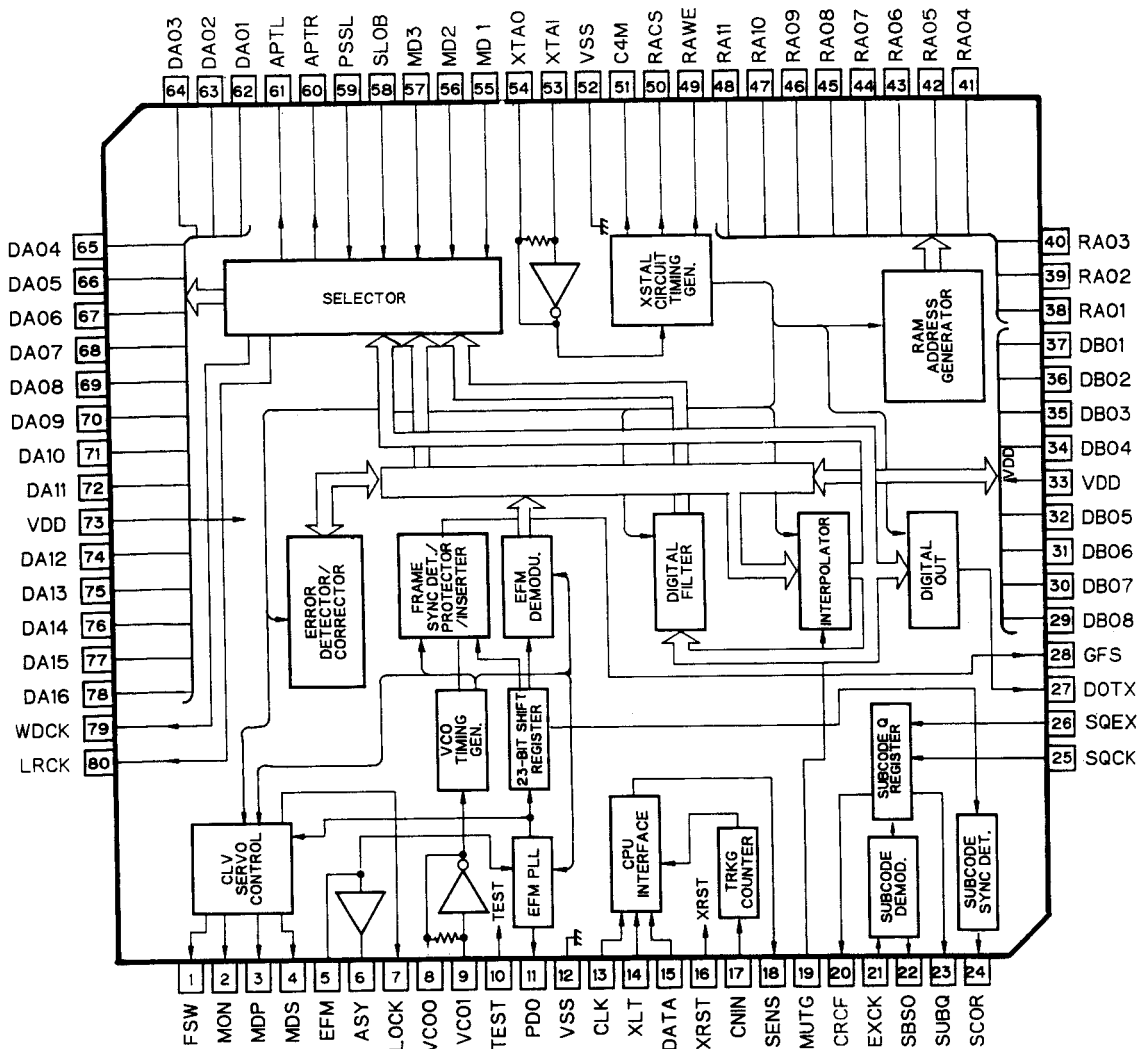 DA03 DA02 DA01 APTL APTR PSSL SLOB MD3 MD2 MD1 XTAO XTAI VSS C4M RACS RAWE RA11 RA10 RA09 RA08 RA07 RA06 RA05 RA04
64 63 62 61 60 59 58 57 56 55 54 53 52 51 50 49 48 47 46 45 44 43 42 41
DA04 65
DA05 66
DA06 67
DA07 68
DA08 69
DA09 70
DA10 71
DA11 72
VDD 73
DA12 74
DA13 75
DA14 76
DA15 77
DA16 78
WDCK 79
LRCK 80
40 RA03
39 RA02
38 RA01
37 DB01
36 DB02
35 DB03
34 DB04
33 VDD
32 DB05
31 DB06
30 DB07
29 DB08
28 GFS
27 DOTX
26 SQEX
25 SQCK
SELECTOR
XSTAL
CIRCUIT
TIMING
GEN.
RAM
ADDRESS
GENERATOR
VDD
ERROR/
DETECTOR/
CORRECTOR
FRAME
SYNC DET./
PROTECTOR
/INSERTER
EFM
DEMODU.
DIGITAL
FILTER
INTERPOLATOR
DIGITAL
OUT
VCO
TIMING
GEN.
23-BIT SHIFT
REGISTER
CLV
SERVO
CONTROL
EFM PLL
TEST
CPU
INTERFACE
XRST
TRKG
COUNTER
SUBCODE Q
REGISTER
SUBCODE
DEMOD.
SUBCODE
SYNC DET.
1 2 3 4 5 6 7 8 9 10 11 12 13 14 15 16 17 18 19 20 21 22 23 24
FSW MON MDP MDS EFM ASY LOCK VCOO VCO1 TEST PDO VSS CLK XLT DATA XRST CNIN SENS MUTG CRCF EXCK SBSO SUBQ SCOR